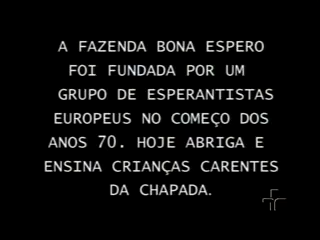 A FAZENDA BONA ESPERO
FOI FUNDADA POR UM
GRUPO DE ESPERANTISTAS
EUROPEUS NO COMEÇO DOS
ANOS 70. HOJE ABRIGA E
ENSINA CRIANÇAS CARENTES
DA CHAPADA.